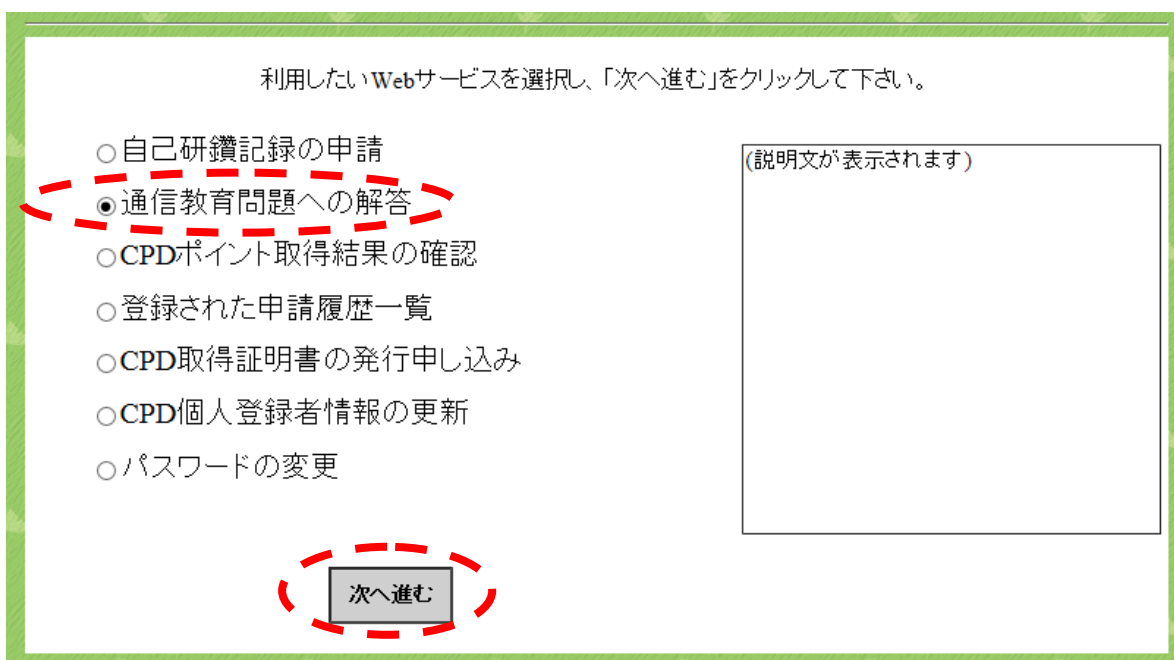 利用したいWebサービスを選択し、「次へ進む」をクリックして下さい。
自己研鑽記録の申請
通信教育問題への解答
CPDポイント取得結果の確認
登録された申請履歴一覧
CPD取得証明書の発行申し込み
CPD個人登録者情報の更新
パスワードの変更
(説明文が表示されます)
次へ進む